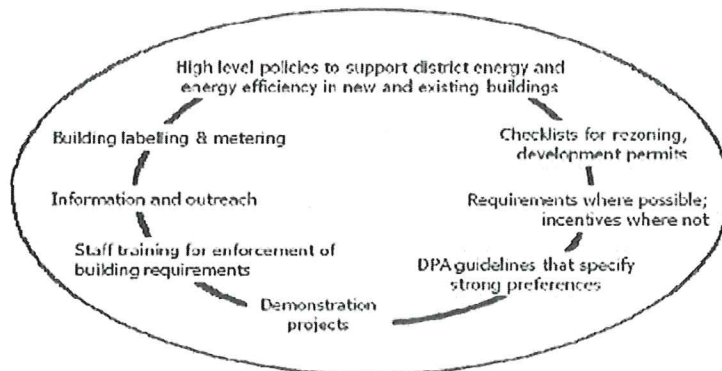 High level policies to support district energy and
energy efficiency in new and existing buildings
Building labelling & metering
Checklists for rezoning,
development permits
Information and outreach
Requirements where possible;
incentives where not
Staff training for enforcement of
building requirements
DPA guidelines that specify
strong preferences
Demonstration
projects